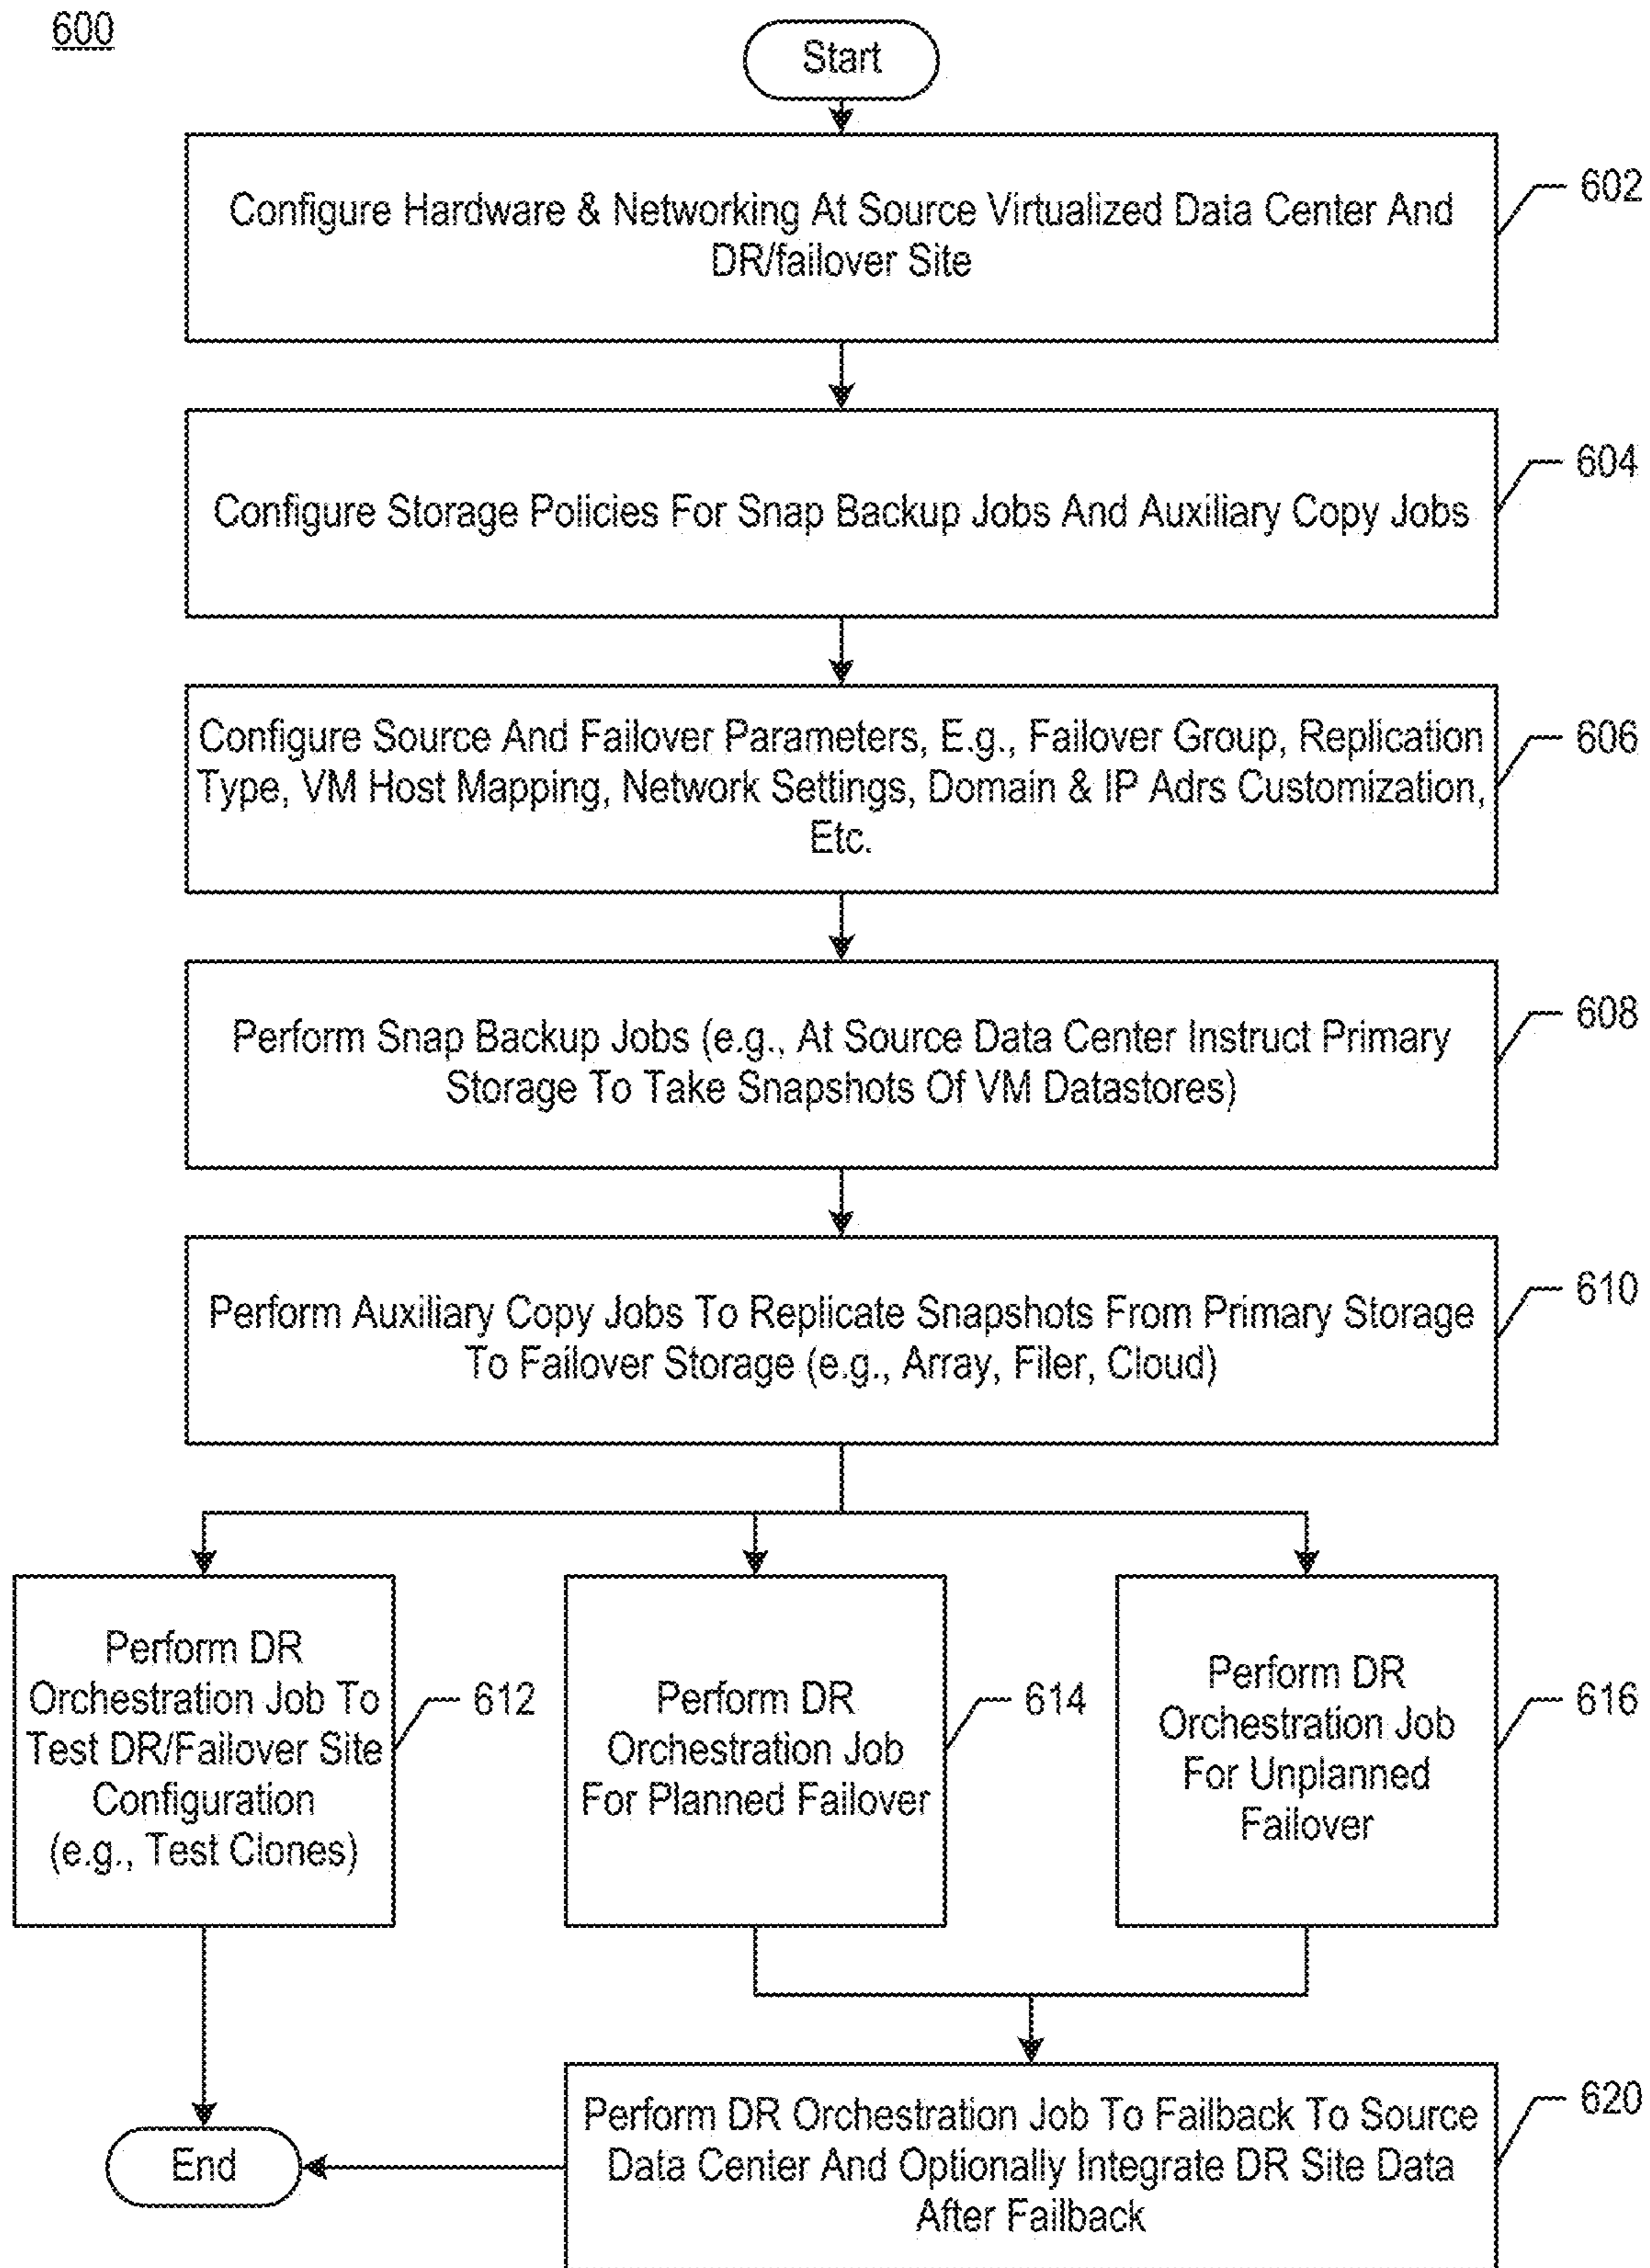 600
Start
Configure Hardware & Networking At Source Virtualized Data Center And
DR/failover Site
602
Configure Storage Policies For Snap Backup Jobs And Auxiliary Copy Jobs
604
Configure Source And Failover Parameters, E.g., Failover Group, Replication
Type, VM Host Mapping, Network Settings, Domain & IP Adrs Customization,
Etc.
606
Perform Snap Backup Jobs (e.g., At Source Data Center Instruct Primary
Storage To Take Snapshots Of VM Datastores)
608
Perform Auxiliary Copy Jobs To Replicate Snapshots From Primary Storage
To Failover Storage (e.g., Array, Filer, Cloud)
610
Perform DR
Orchestration Job To
Test DR/Failover Site
Configuration
(e.g., Test Clones)
612
Perform DR
Orchestration Job
For Planned Failover
614
Perform DR
Orchestration Job
For Unplanned
Failover
616
Perform DR Orchestration Job To Failback To Source
Data Center And Optionally Integrate DR Site Data
After Failback
620
End